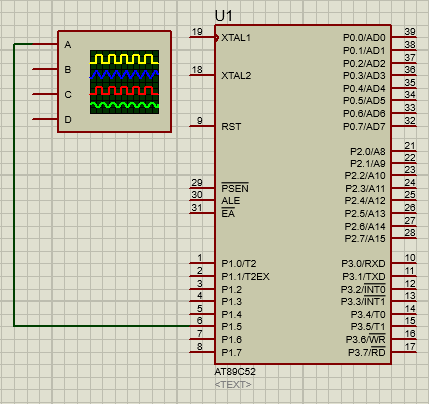 U1
A
B
C
D
19 XTAL1
18 XTAL2
9 RST
29 PSEN
30 ALE
31 EA
1 P1.0/T2
2 P1.1/T2EX
3 P1.2
4 P1.3
5 P1.4
6 P1.5
7 P1.6
8 P1.7
P0.0/AD0 39
P0.1/AD1 38
P0.2/AD2 37
P0.3/AD3 36
P0.4/AD4 35
P0.5/AD5 34
P0.6/AD6 33
P0.7/AD7 32
P2.0/A8 21
P2.1/A9 22
P2.2/A10 23
P2.3/A11 24
P2.4/A12 25
P2.5/A13 26
P2.6/A14 27
P2.7/A15 28
P3.0/RXD 10
P3.1/TXD 11
P3.2/INT0 12
P3.3/INT1 13
P3.4/T0 14
P3.5/T1 15
P3.6/WR 16
P3.7/RD 17
AT89C52
<TEXT>